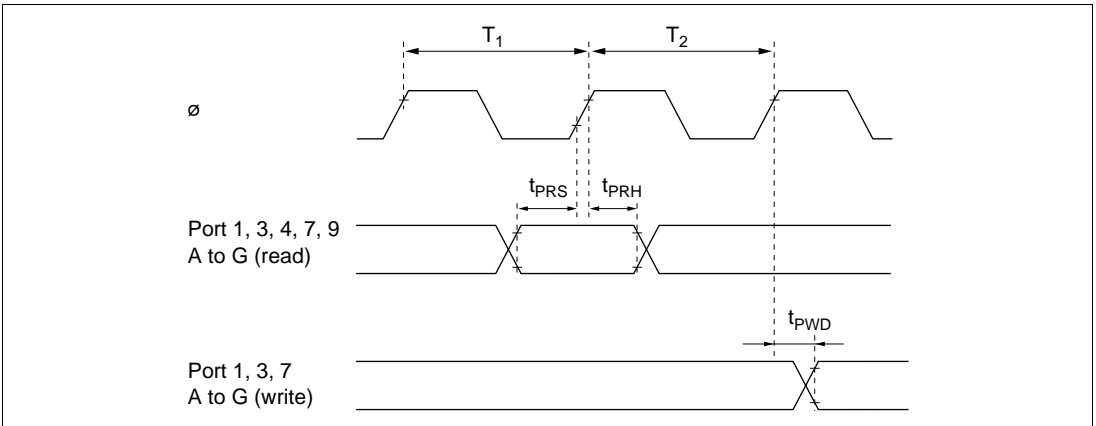 T1 T2
ø
tPRS tPRH
Port 1, 3, 4, 7, 9
A to G (read)
tPWD
Port 1, 3, 7
A to G (write)